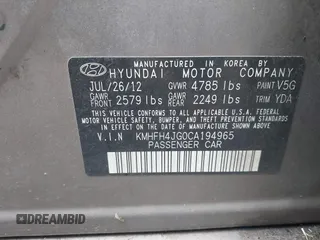 MANUFACTURED IN KOREA BY
HYUNDAI MOTOR COMPANY
JUL/26/12 GVWR 4785 lbs PAINT V5G
GAWR FRONT 2579 lbs GAWR REAR 2249 lbs TRIM YDA
THIS VEHICLE CONFORMS TO ALL APPLICABLE U.S.
FEDERAL MOTOR VEHICLE SAFETY, BUMPER, AND
THEFT PREVENTION STANDARDS IN EFFECT ON THE
DATE OF MANUFACTURE SHOWN ABOVE.
V.I.N KMHFH4JG0CA194965
PASSENGER CAR
DREAMBID